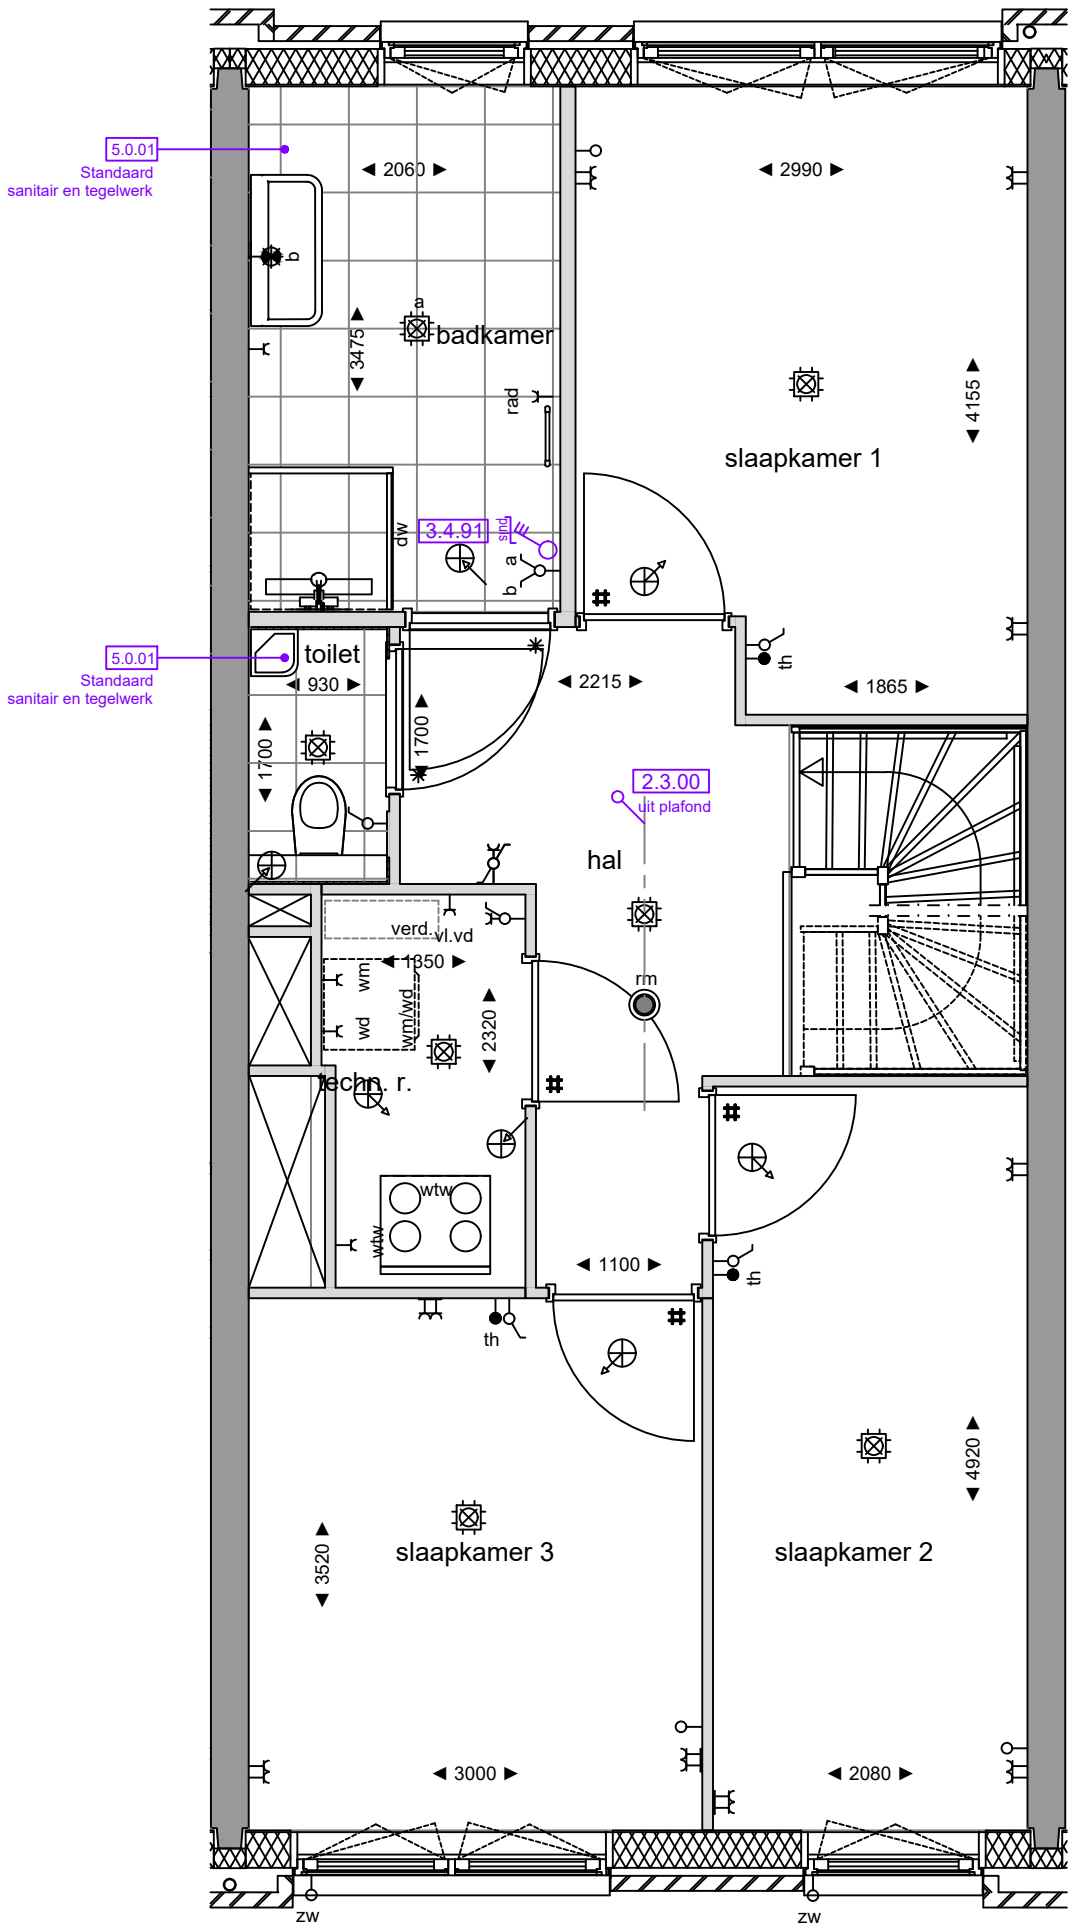 5.0.01
Standaard
sanitair en tegelwerk
2060
2990
b
a
badkamer
3475
rad
4155
slaapkamer 1
dw
3.4.91
sind
a
b
5.0.01
Standaard
sanitair en tegelwerk
toilet
930
2215
th
1865
1700
1700
2.3.00
uit plafond
hal
verd.
vl.vd
1350
wm
wd
wm/wd
2320
rm
techn. r.
wtw
wtw
1100
th
th
4920
3520
slaapkamer 3
slaapkamer 2
3000
2080
zw
zw